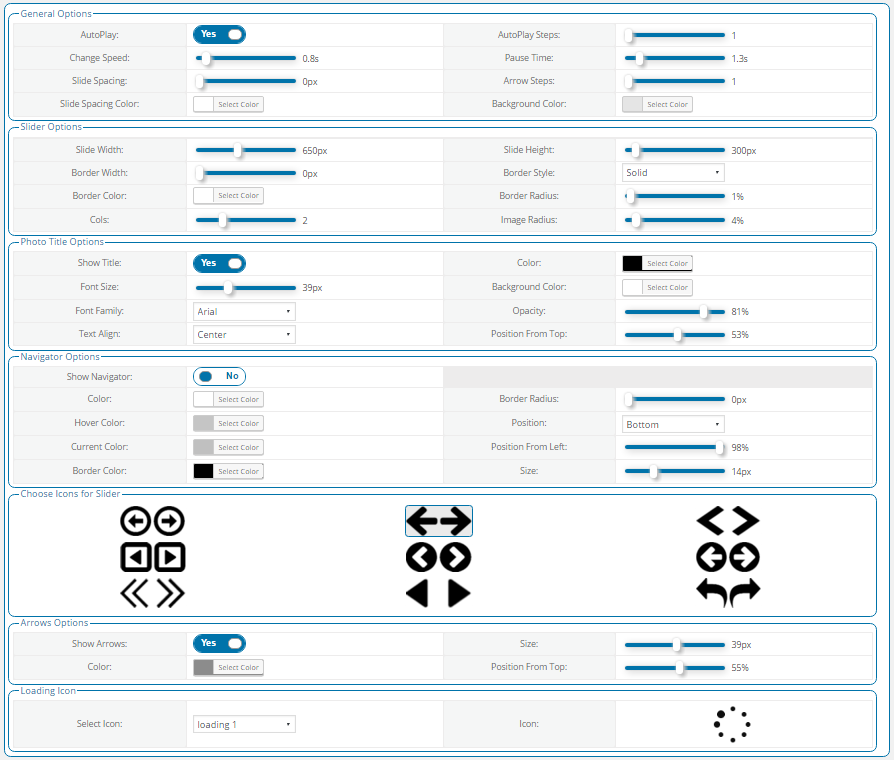 General Options
AutoPlay: Yes AutoPlay Steps: 1
Change Speed: 0.8s Pause Time: 1.3s
Slide Spacing: 0px Arrow Steps: 1
Slide Spacing Color: Select Color Background Color: Select Color
Slider Options
Slide Width: 650px Slide Height: 300px
Border Width: 0px Border Style: Solid
Border Color: Select Color Border Radius: 1%
Cols: 2 Image Radius: 4%
Photo Title Options
Show Title: Yes Color: Select Color
Font Size: 39px Background Color: Select Color
Font Family: Arial Opacity: 81%
Text Align: Center Position From Top: 53%
Navigator Options
Show Navigator: No
Color: Select Color Border Radius: 0px
Hover Color: Select Color Position: Bottom
Current Color: Select Color Position From Left: 98%
Border Color: Select Color Size: 14px
Choose Icons for Slider
Arrows Options
Show Arrows: Yes Size: 39px
Color: Select Color Position From Top: 55%
Loading Icon
Select Icon: loading 1 Icon: